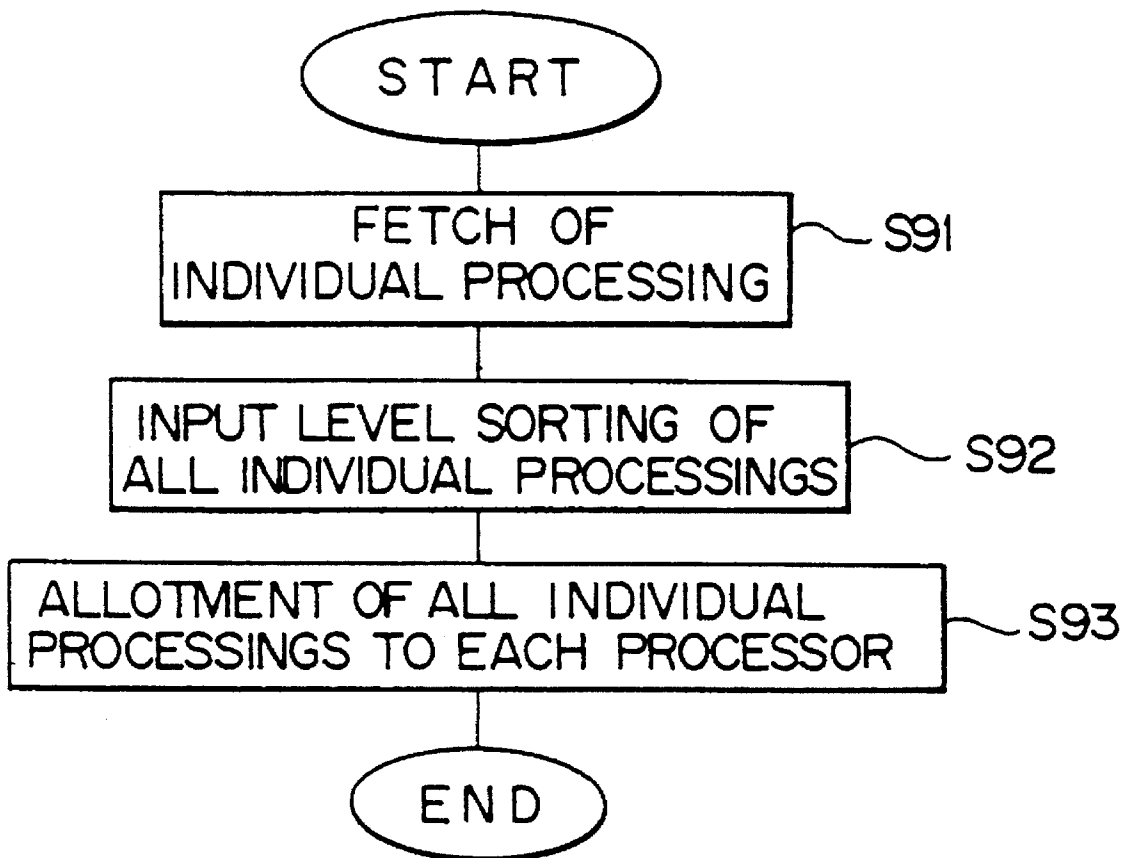 START
FETCH OF
INDIVIDUAL PROCESSING
S91
INPUT LEVEL SORTING OF
ALL INDIVIDUAL PROCESSINGS
S92
ALLOTMENT OF ALL INDIVIDUAL
PROCESSINGS TO EACH PROCESSOR
S93
END